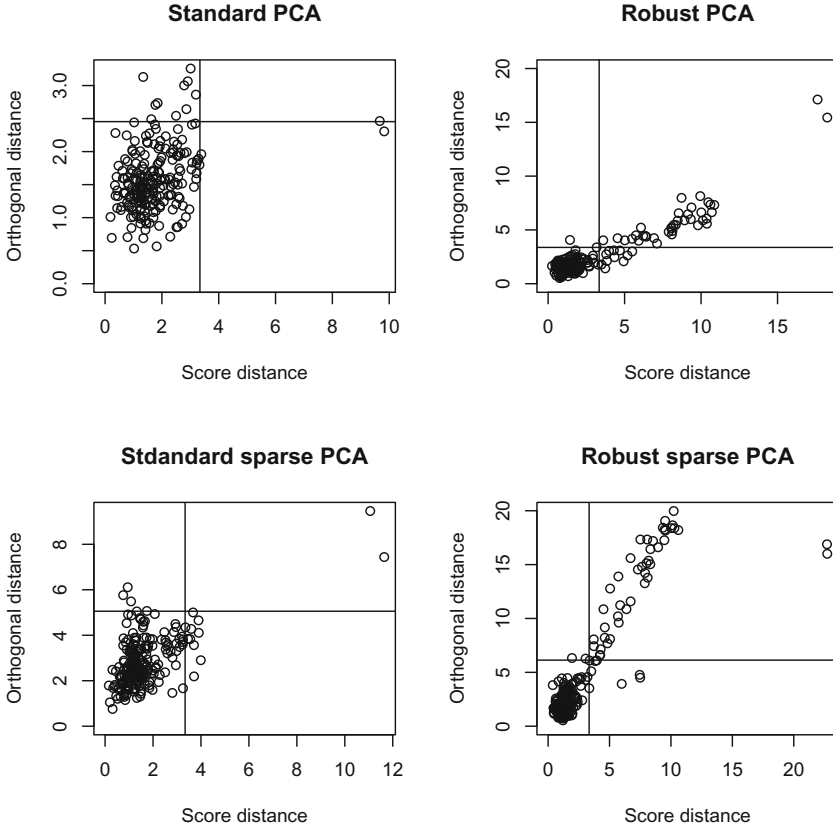 Standard PCA
Orthogonal distance
0.0 1.0 2.0 3.0
0 2 4 6 8 10
Score distance
Robust PCA
Orthogonal distance
0 5 10 15 20
0 5 10 15
Score distance
Stdandard sparse PCA
Orthogonal distance
0 2 4 6 8
0 2 4 6 8 10 12
Score distance
Robust sparse PCA
Orthogonal distance
0 5 10 15 20
0 5 10 15 20
Score distance